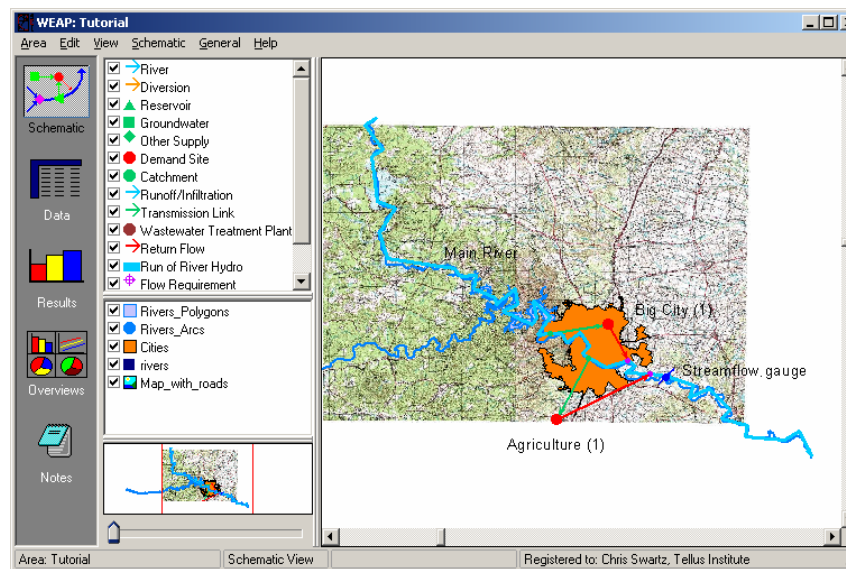 WEAP: Tutorial
Area Edit View Schematic General Help
Schematic
Data
Results
Overviews
Notes
River
Diversion
Reservoir
Groundwater
Other Supply
Demand Site
Catchment
Runoff/Infiltration
Transmission Link
Wastewater Treatment Plant
Return Flow
Run of River Hydro
Flow Requirement
Rivers_Polygons
Rivers_Arcs
Cities
rivers
Map_with_roads
Main River
Big City (1)
Streamflow gauge
Agriculture (1)
Area: Tutorial
Schematic View
Registered to: Chris Swartz, Tellus Institute